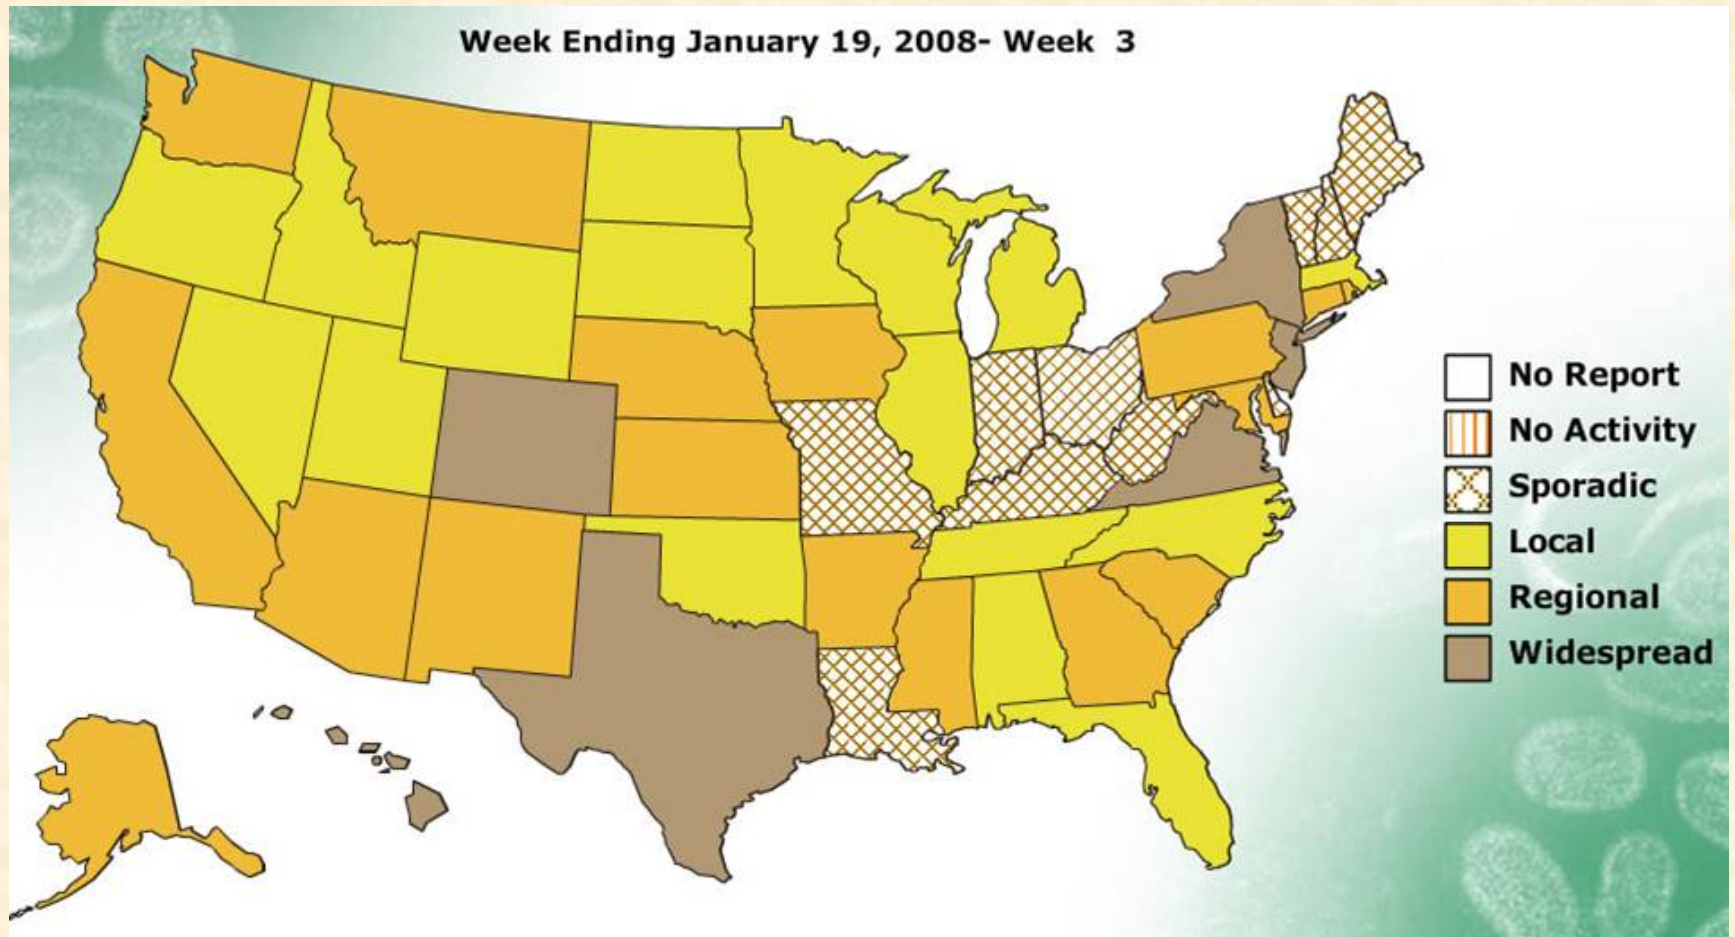 Week Ending January 19, 2008- Week 3
No Report
No Activity
Sporadic
Local
Regional
Widespread